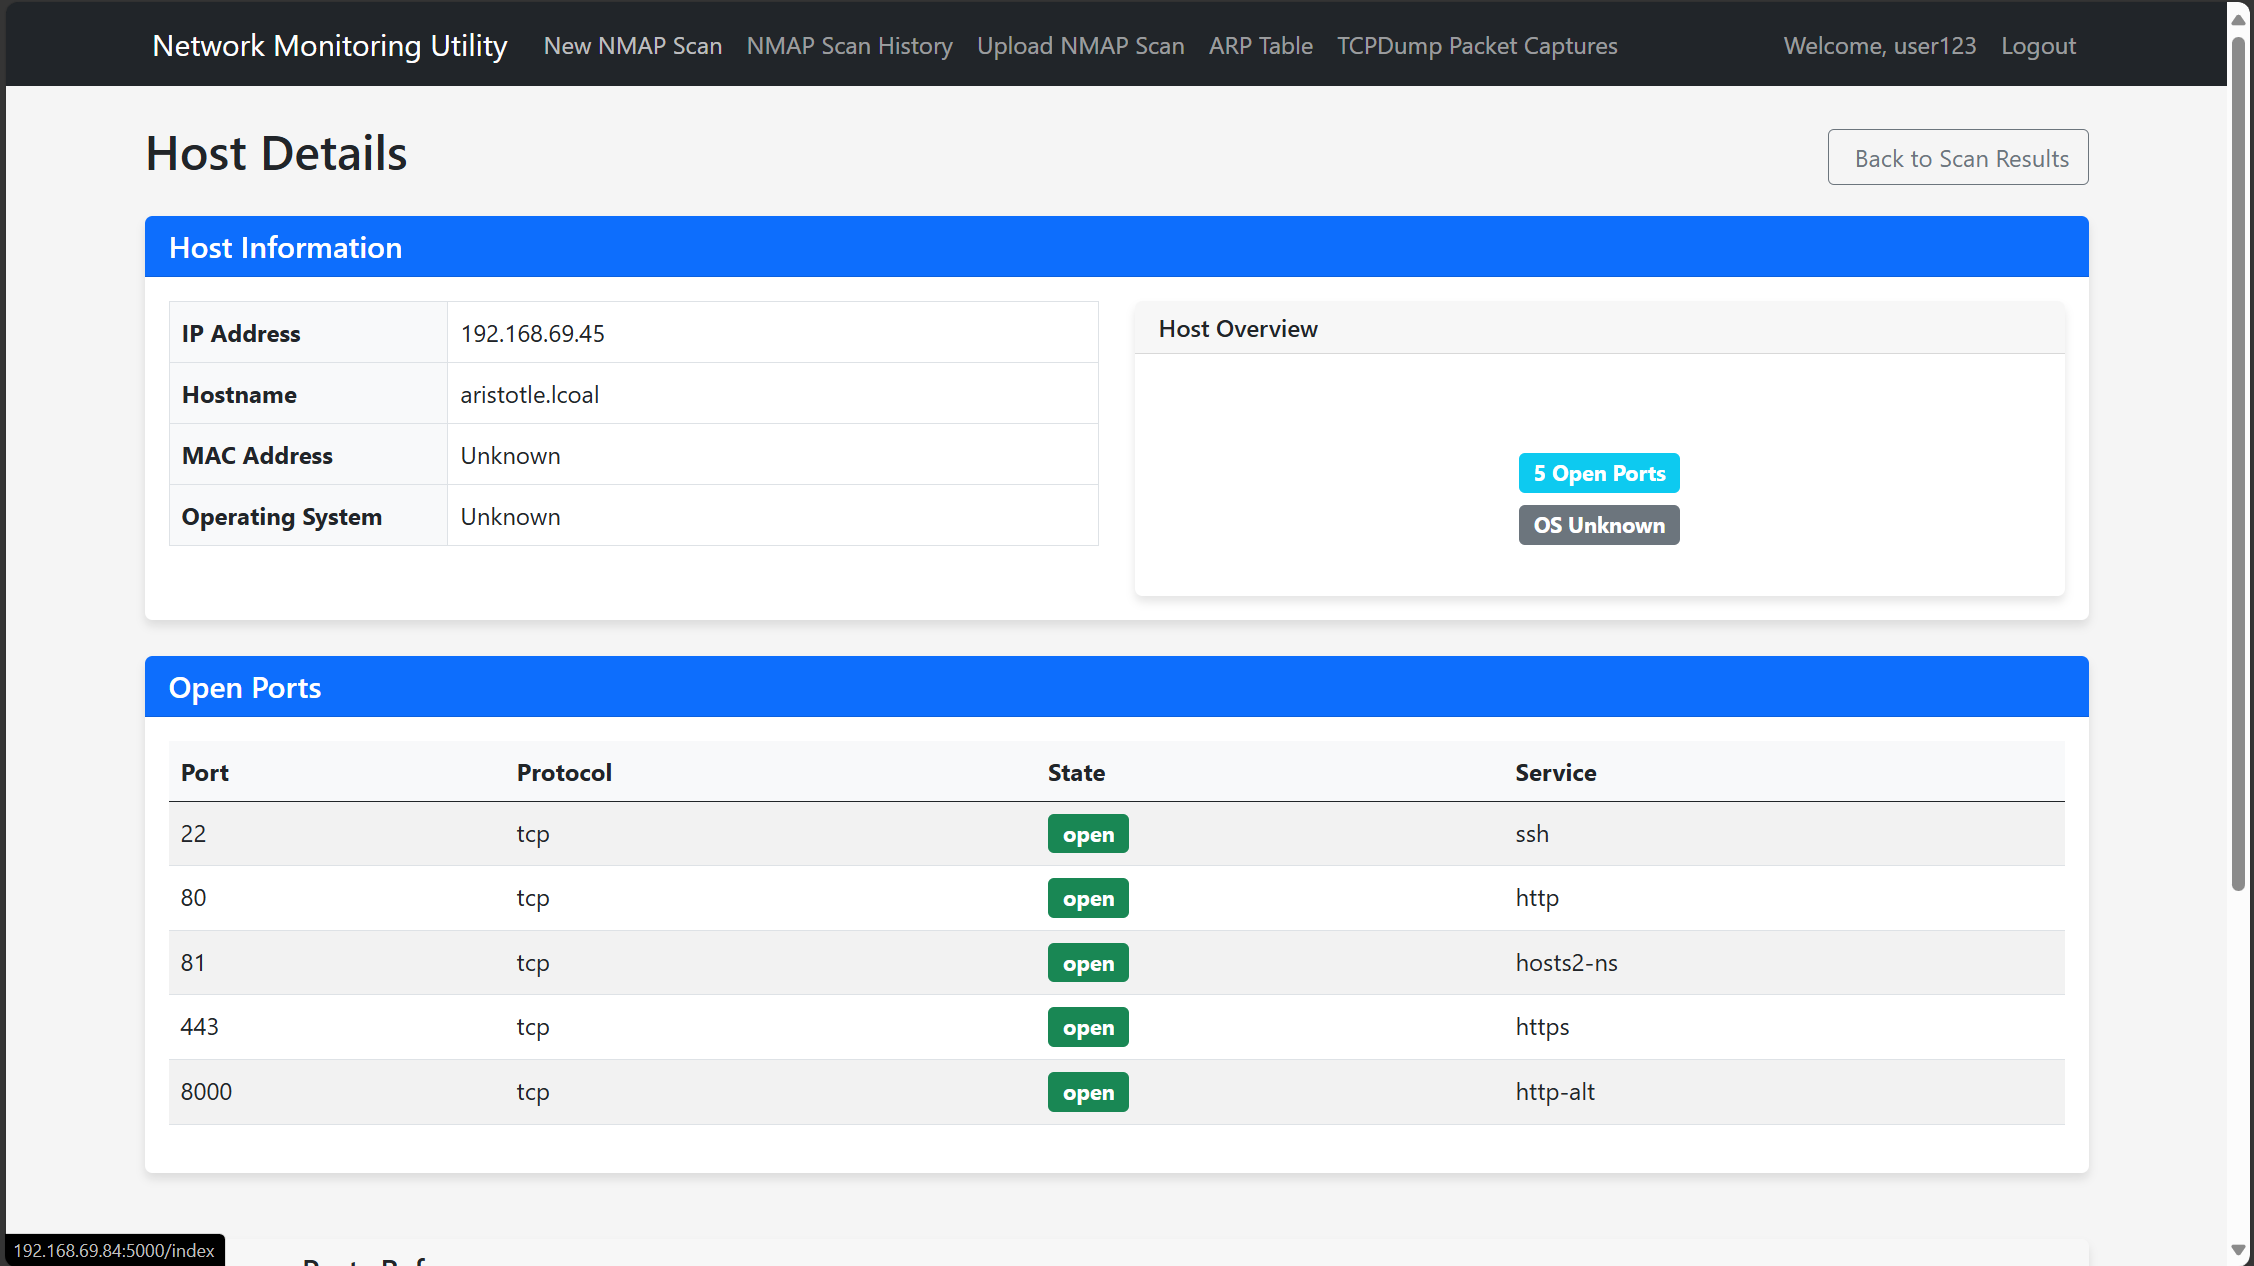 Network Monitoring Utility New NMAP Scan NMAP Scan History Upload NMAP Scan ARP Table TCPDump Packet Captures Welcome, user123 Logout
Host Details
Back to Scan Results
Host Information
IP Address 192.168.69.45
Hostname aristotle.lcoal
MAC Address Unknown
Operating System Unknown
Host Overview
5 Open Ports
OS Unknown
Open Ports
Port Protocol State Service
22 tcp open ssh
80 tcp open http
81 tcp open hosts2-ns
443 tcp open https
8000 tcp open http-alt
192.168.69.84:5000/index